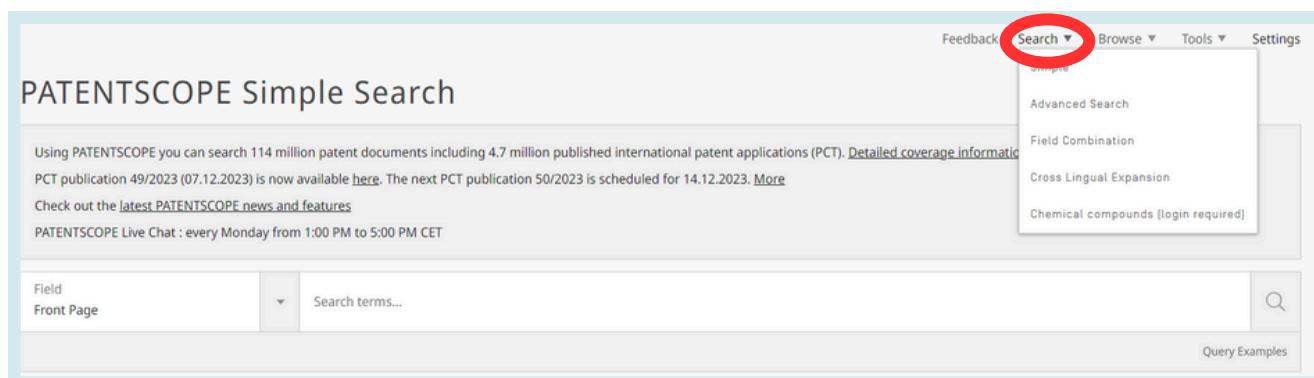 Feedback Search ▼ Browse ▼ Tools ▼ Settings
Simple
Advanced Search
Field Combination
Cross Lingual Expansion
Chemical compounds (login required)
PATENTSCOPE Simple Search
Using PATENTSCOPE you can search 114 million patent documents including 4.7 million published international patent applications (PCT). Detailed coverage
PCT publication 49/2023 (07.12.2023) is now available here. The next PCT publication 50/2023 is scheduled for 14.12.2023. More
Check out the latest PATENTSCOPE news and features
PATENTSCOPE Live Chat : every Monday from 1:00 PM to 5:00 PM CET
Field
Front Page
Search terms...
Query Examples